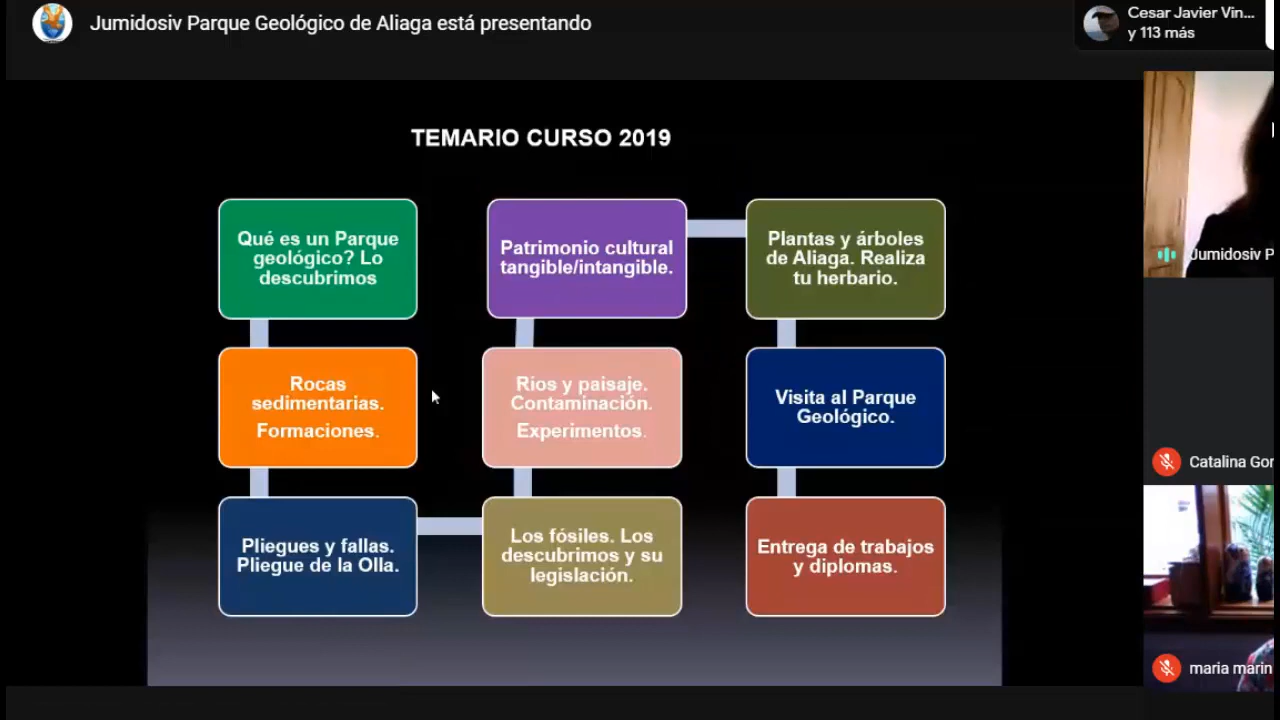 Jumidosiv Parque Geológico de Aliaga está presentando
Cesar Javier Vin...
y 113 más
TEMARIO CURSO 2019
Qué es un Parque
geológico? Lo
descubrimos
Rocas
sedimentarias.
Formaciones.
Pliegues y fallas.
Pliegue de la Olla.
Los fósiles. Los
descubrimos y su
legislación.
Ríos y paisaje.
Contaminación.
Experimentos.
Patrimonio cultural
tangible/intangible.
Plantas y árboles
de Aliaga. Realiza
tu herbario.
Visita al Parque
Geológico.
Entrega de trabajos
y diplomas.
Jumidosiv P
Catalina Gor
maria marin